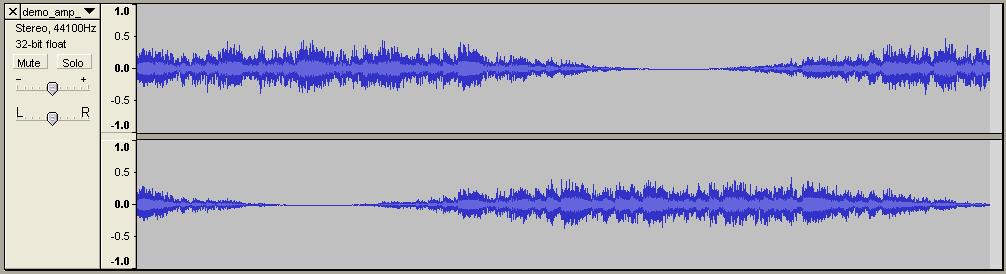 demo_amp_
Stereo, 44100Hz
32-bit float
Mute Solo
- +
L R
1.0
0.5
0.0
-0.5
-1.0
1.0
0.5
0.0
-0.5
-1.0